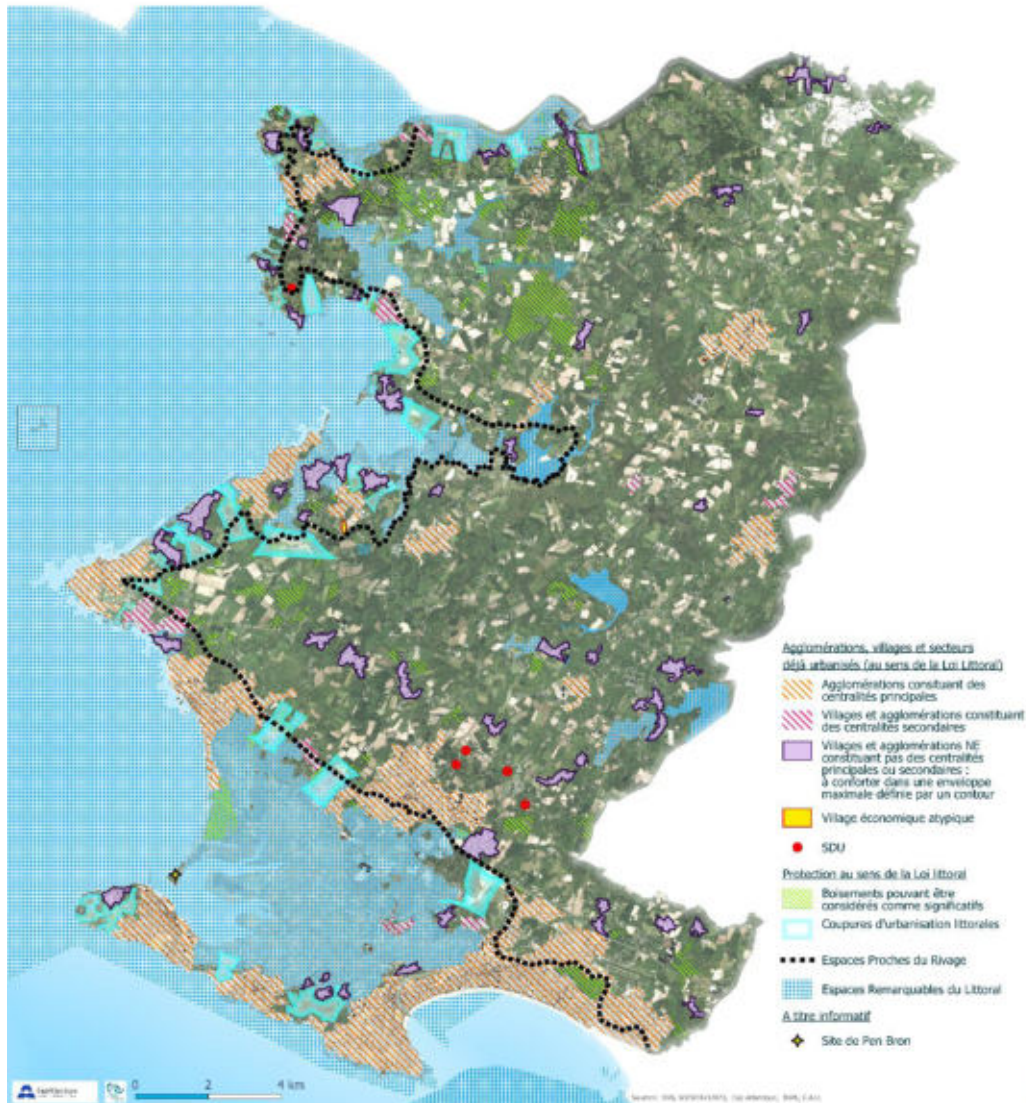 Agglomérations, villages et secteurs
déjà urbanisés (au sens de la Loi Littoral)
Agglomérations consituant des
centralités principales
Villages et agglomérations constituant
des centralités secondaires
Villages et agglomérations NE
constituant pas des centralités
principales ou secondaires :
à conforter dans une enveloppe
maximale définie par un contour
Village économique atypique
SDU
Protection au sens de la Loi littoral
Boisements pouvant être
considérés comme significatifs
Coupures d'urbanisation littorales
Espaces Proches du Rivage
Espaces Remarquables du Littoral
A titre informatif
Site de Pen Bron
0 2 4 km